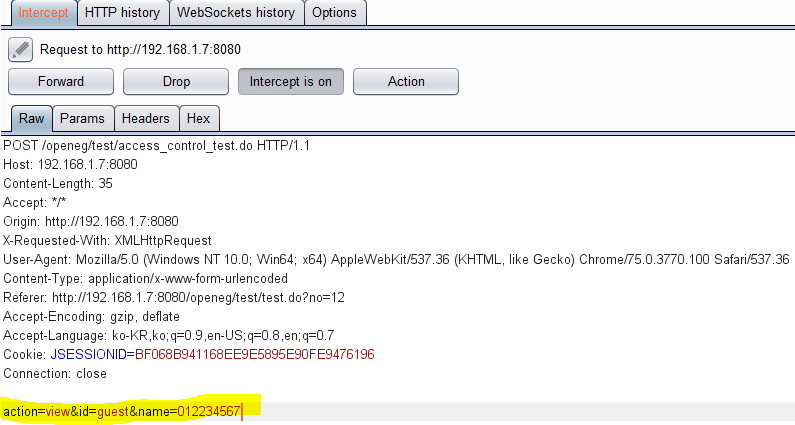 Intercept HTTP history WebSockets history Options
Request to http://192.168.1.7:8080
Forward Drop Intercept is on Action
Raw Params Headers Hex
POST /openeg/test/access_control_test.do HTTP/1.1
Host: 192.168.1.7:8080
Content-Length: 35
Accept: */*
Origin: http://192.168.1.7:8080
X-Requested-With: XMLHttpRequest
User-Agent: Mozilla/5.0 (Windows NT 10.0; Win64; x64) AppleWebKit/537.36 (KHTML, like Gecko) Chrome/75.0.3770.100 Safari/537.36
Content-Type: application/x-www-form-urlencoded
Referer: http://192.168.1.7:8080/openeg/test/test.do?no=12
Accept-Encoding: gzip, deflate
Accept-Language: ko-KR,ko;q=0.9,en-US;q=0.8,en;q=0.7
Cookie: JSESSIONID=BF068B941168EE9E5895E90FE9476196
Connection: close
action=view&id=guest&name=012234567